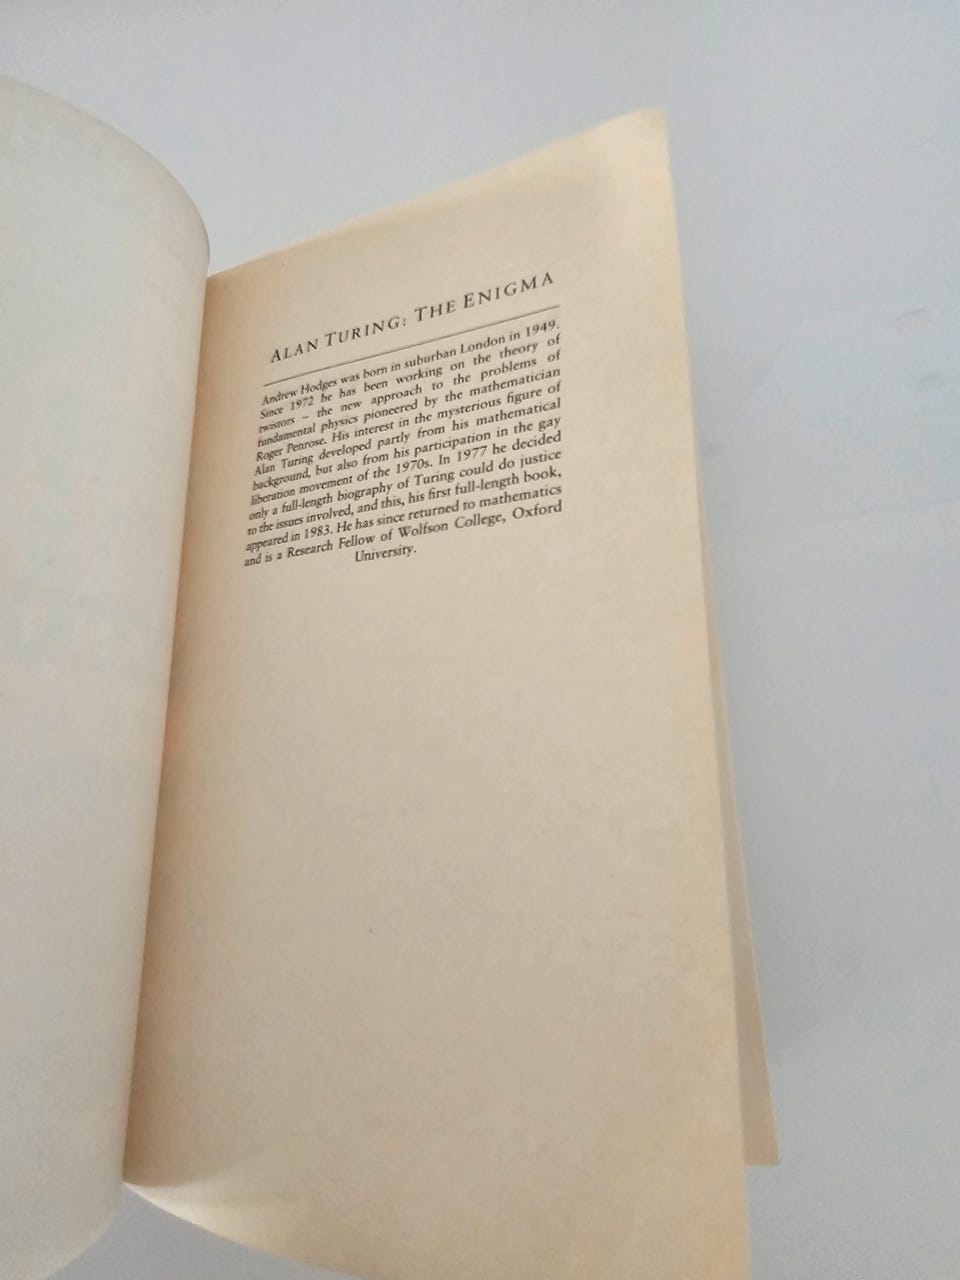 ALAN TURING: THE ENIGMA
Andrew Hodges was born in suburban London in 1949.
Since 1972 he has been working on the theory of
twistors – the new approach to the problems of
fundamental physics pioneered by the mathematician
Roger Penrose. His interest in the mysterious figure of
Alan Turing developed partly from his mathematical
background, but also from his participation in the gay
liberation movement of the 1970s. In 1977 he decided
only a full-length biography of Turing could do justice
to the issues involved, and this, his first full-length book,
appeared in 1983. He has since returned to mathematics
and is a Research Fellow of Wolfson College, Oxford
University.